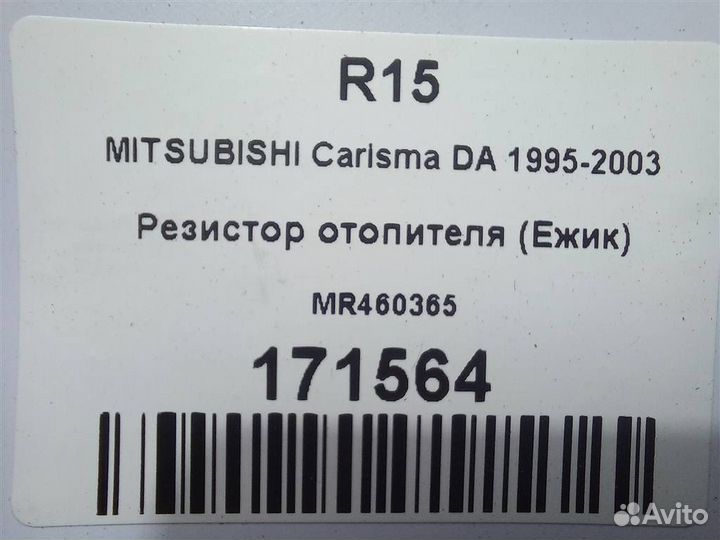 R15
MITSUBISHI Carisma DA 1995-2003
Резистор отопителя (Ежик)
MR460365
171564
Avito